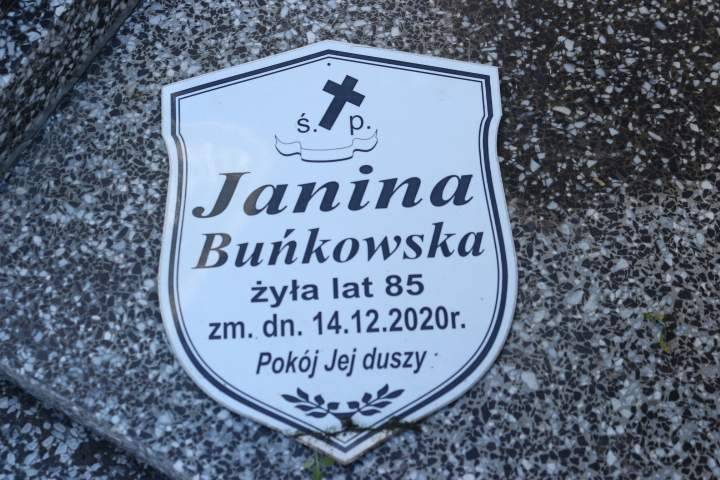 ś. p.
Janina
Buńkowska
żyła lat 85
zm. dn. 14.12.2020r.
Pokój Jej duszy